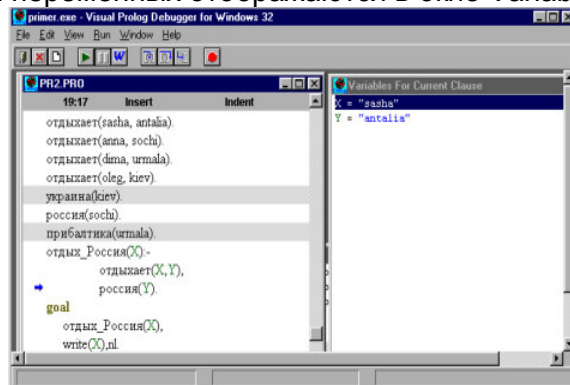 переменных отображаются в окне
primer.exe - Visual Prolog Debugger for Windows 32
File Edit View Run Window Help
PR2.PRO
19:17 Insert Indent
отдыхает(sasha, antalia).
отдыхает(anna, sochi).
отдыхает(dima, urmala).
отдыхает(oleg, kiev).
украина(kiev).
россия(sochi).
прибалтика(urmala).
отдых_Россия(X):-
отдыхает(X,Y),
россия(Y).
goal
отдых_Россия(X),
write(X),nl.
Variables For Current Clause
X = "sasha"
Y = "antalia"